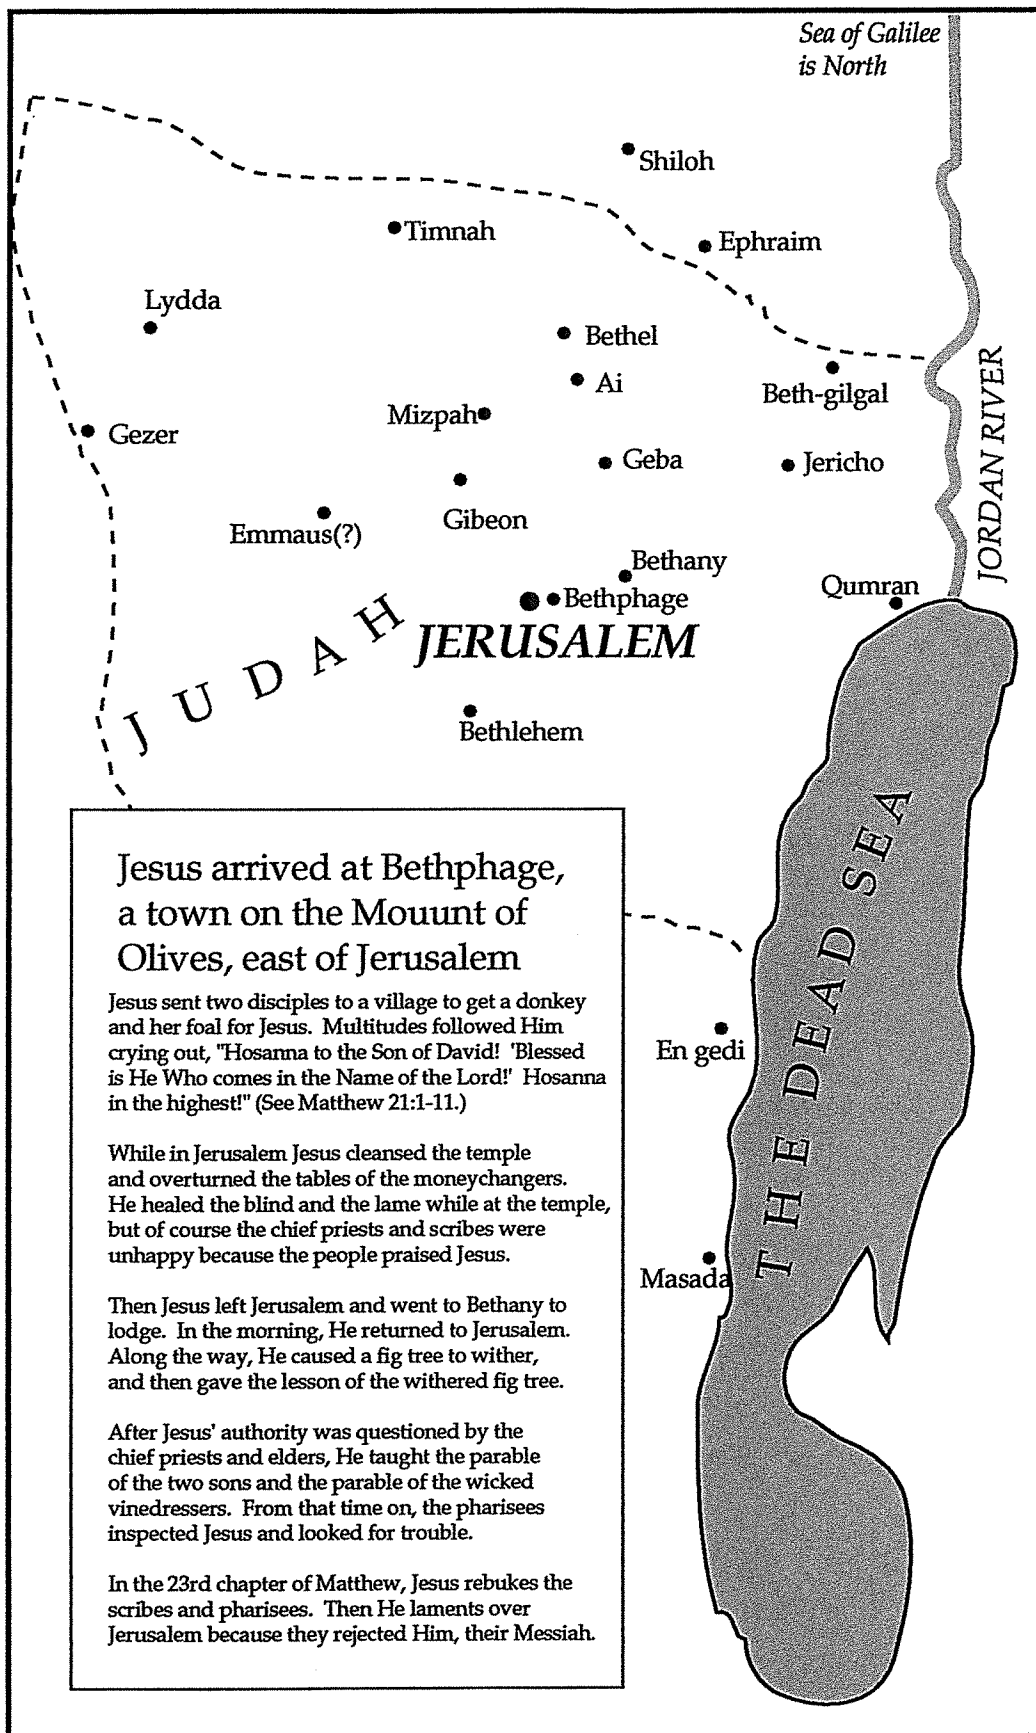 Sea of Galilee
is North
Shiloh
Timnah
Ephraim
Lydda
Bethel
Ai
Beth-gilgal
Mizpah
Gezer
Geba
Jericho
JORDAN RIVER
Gibeon
Emmaus(?)
Bethany
Qumran
Bethphage
JUDAH
JERUSALEM
Bethlehem
THE DEAD SEA
Jesus arrived at Bethphage,
a town on the Mouunt of
Olives, east of Jerusalem
Jesus sent two disciples to a village to get a donkey
and her foal for Jesus. Multitudes followed Him
crying out, "Hosanna to the Son of David! 'Blessed
is He Who comes in the Name of the Lord!' Hosanna
in the highest!" (See Matthew 21:1-11.)
While in Jerusalem Jesus cleansed the temple
and overturned the tables of the moneychangers.
He healed the blind and the lame while at the temple,
but of course the chief priests and scribes were
unhappy because the people praised Jesus.
Then Jesus left Jerusalem and went to Bethany to
lodge. In the morning, He returned to Jerusalem.
Along the way, He caused a fig tree to wither,
and then gave the lesson of the withered fig tree.
After Jesus' authority was questioned by the
chief priests and elders, He taught the parable
of the two sons and the parable of the wicked
vinedressers. From that time on, the pharisees
inspected Jesus and looked for trouble.
In the 23rd chapter of Matthew, Jesus rebukes the
scribes and pharisees. Then He laments over
Jerusalem because they rejected Him, their Messiah.
En gedi
Masada